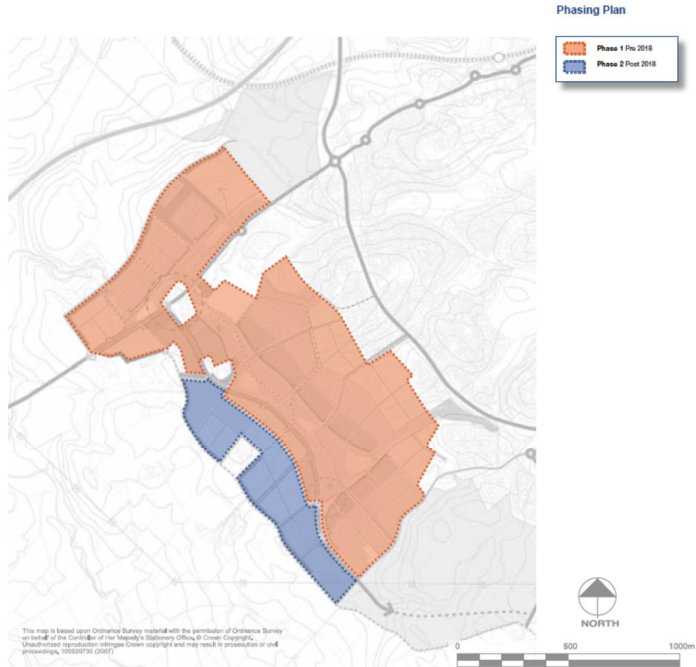 Phasing Plan
Phase 1 Pre 2018
Phase 2 Post 2018
NORTH
This map is based upon Ordnance Survey material with the permission of Ordnance Survey
on behalf of the Controller of Her Majesty's Stationery Office, © Crown Copyright.
Unauthorized reproduction infringes Crown copyright and may result in prosecution or civil
proceedings, 100020730 (2007)
0 500 1000m